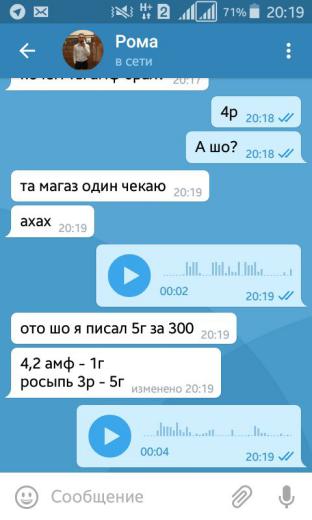 H+
2
71%
20:19
Рома
в сети
20:17
4р 20:18
А шо? 20:18
та магаз один чекаю 20:19
ахах 20:19
00:02 20:19
ото шо я писал 5г за 300 20:19
4,2 амф - 1г
росыпь 3р - 5г изменено 20:19
00:04 20:19
Сообщение